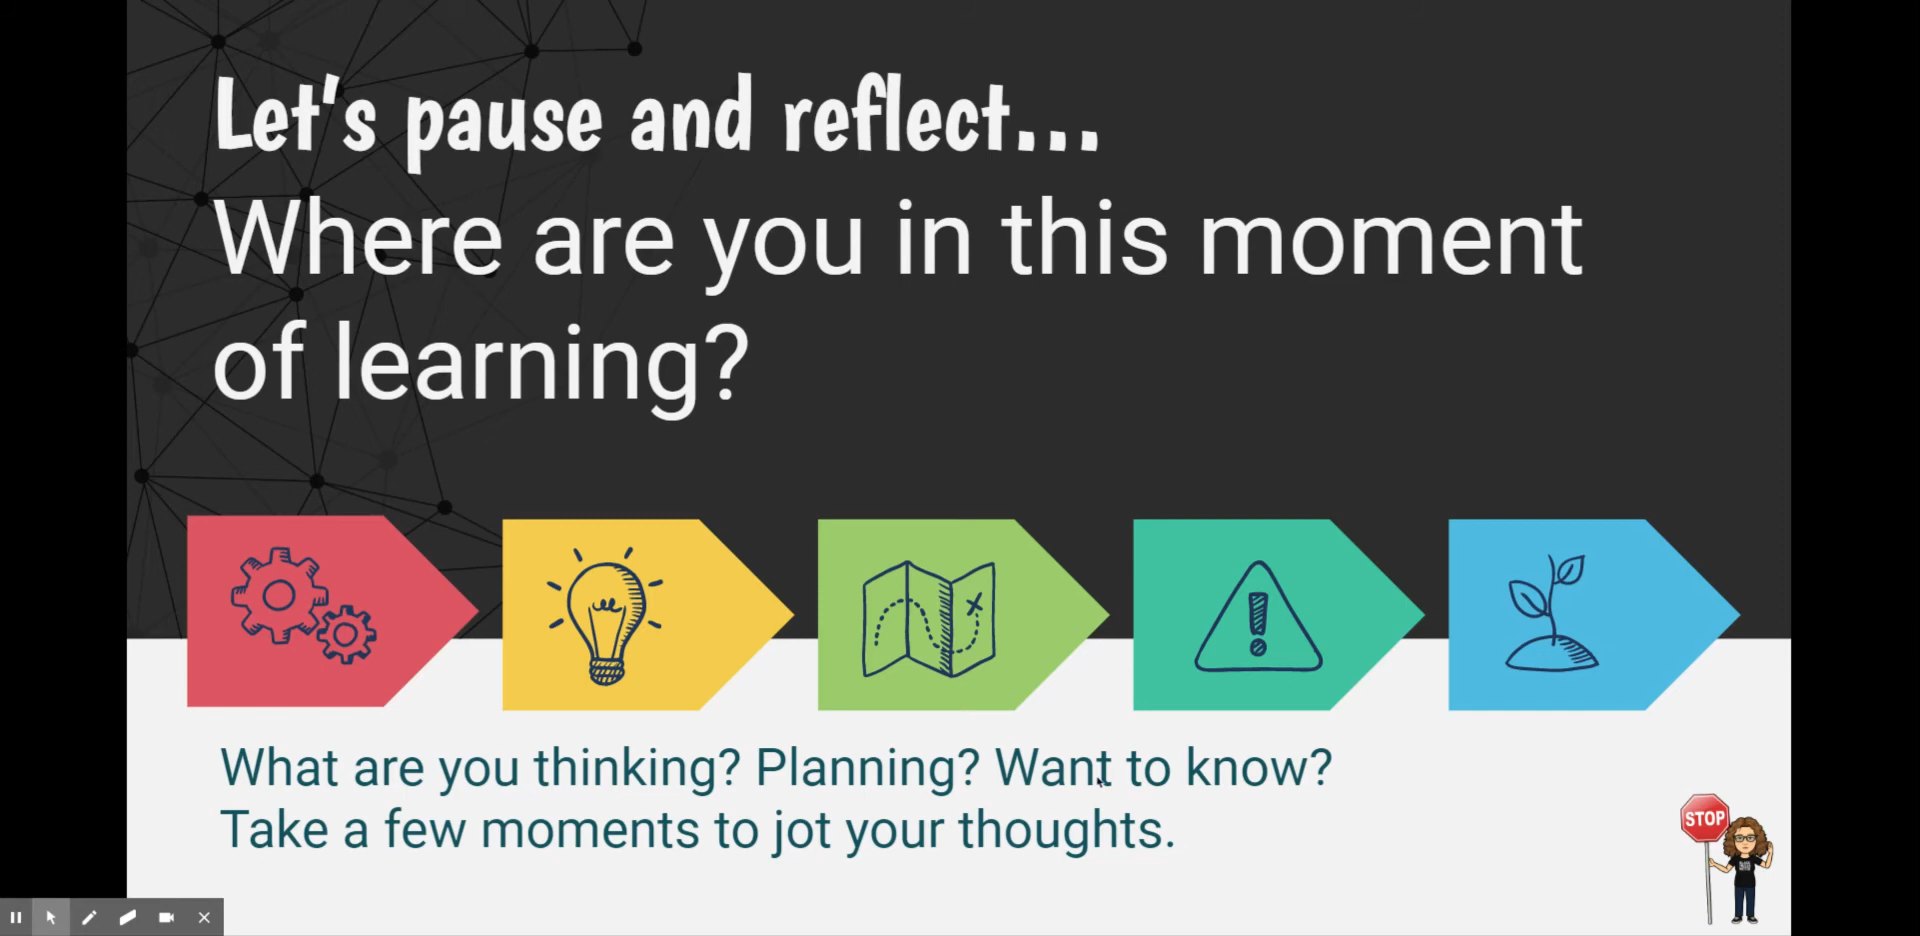 Let's pause and reflect...
Where are you in this moment
of learning?
What are you thinking? Planning? Want to know?
Take a few moments to jot your thoughts.
STOP